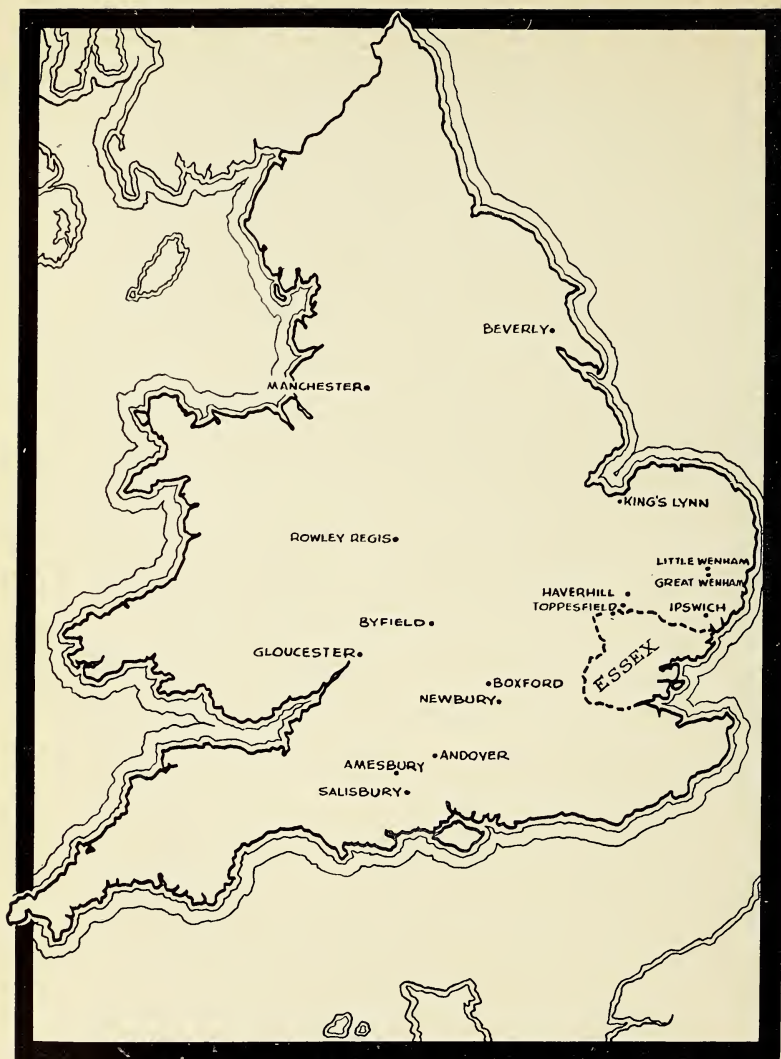 BEVERLY
MANCHESTER
KING'S LYNN
ROWLEY REGIS
LITTLE WENHAM
GREAT WENHAM
HAVERHILL
TOPPESFIELD
IPSWICH
BYFIELD
GLOUCESTER
ESSEX
BOXFORD
NEWBURY
ANDOVER
AMESBURY
SALISBURY